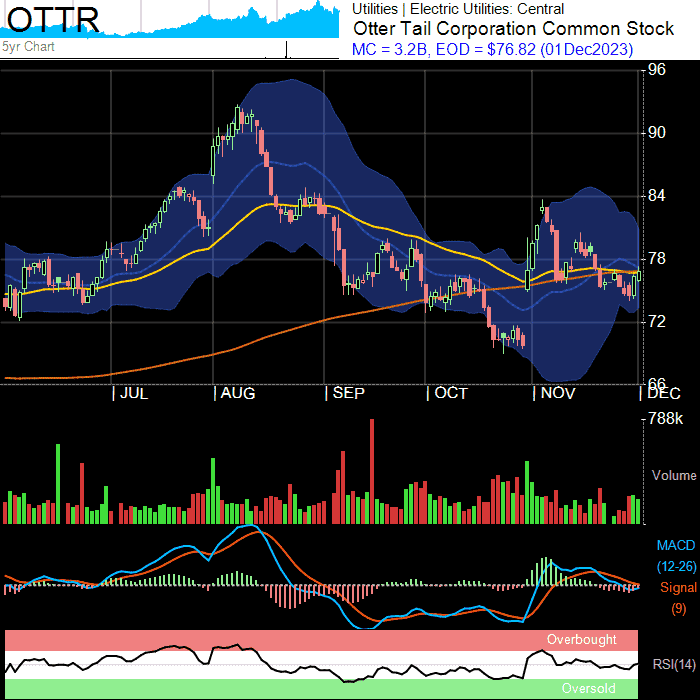 OTTR
Utilities | Electric Utilities: Central
Otter Tail Corporation Common Stock
5yr Chart
MC = 3.2B, EOD = $76.82 (01Dec2023)
96
90
84
78
72
66
JUL AUG SEP OCT NOV DEC
788k
Volume
MACD
(12-26)
Signal
(9)
Overbought
RSI(14)
Oversold